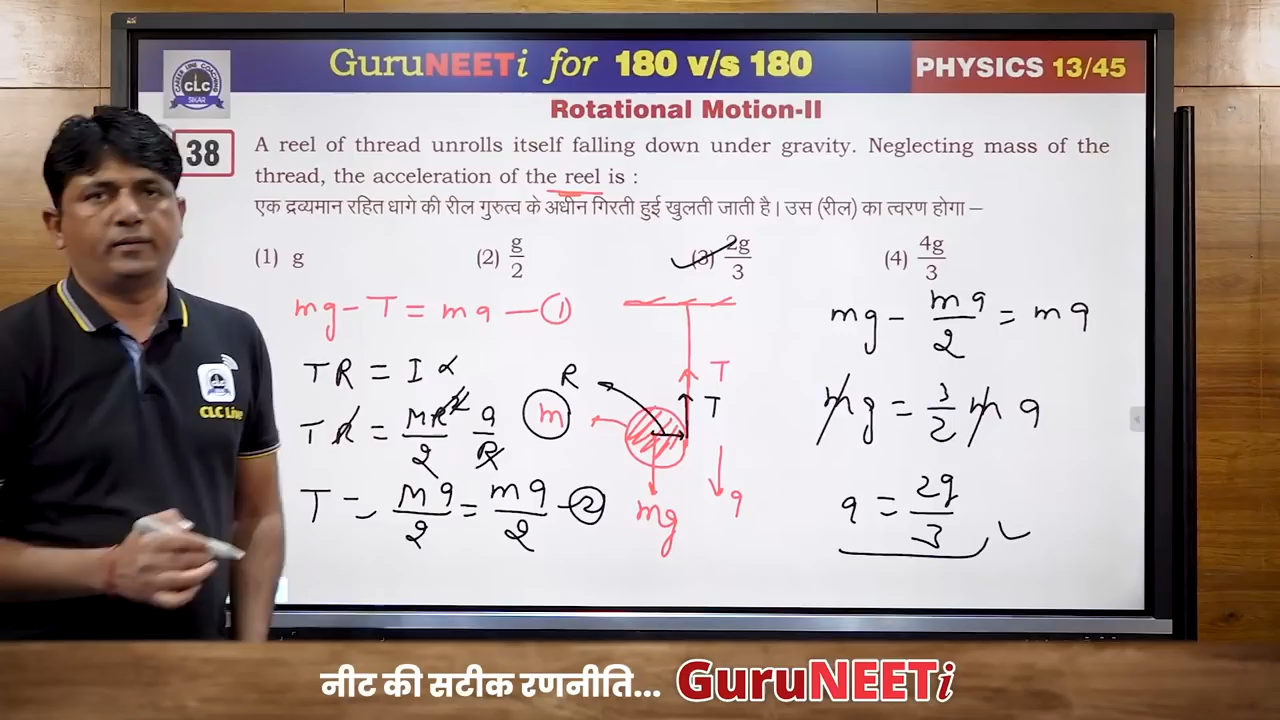 GuruNEETi for 180 v/s 180
PHYSICS 13/45
CAREER LINE COACHING
CLC
SIKAR
Rotational Motion-II
38
A reel of thread unrolls itself falling down under gravity. Neglecting mass of the
thread, the acceleration of the reel is :
एक द्रव्यमान रहित धागे की रील गुरुत्व के अधीन गिरती हुई खुलती जाती है। उस (रील) का त्वरण होगा –
(1) g (2) g/2 (3) 2g/3 (4) 4g/3
mg - T = ma — ①
TR = Iα
TR = MR²/2 a/R
T = Ma/2 = ma/2 — ②
R
m
T
T
mg
a
mg - ma/2 = ma
mg = 3/2 ma
a = 2g/3
CLC Live
नीट की सटीक रणनीति... GuruNEETi